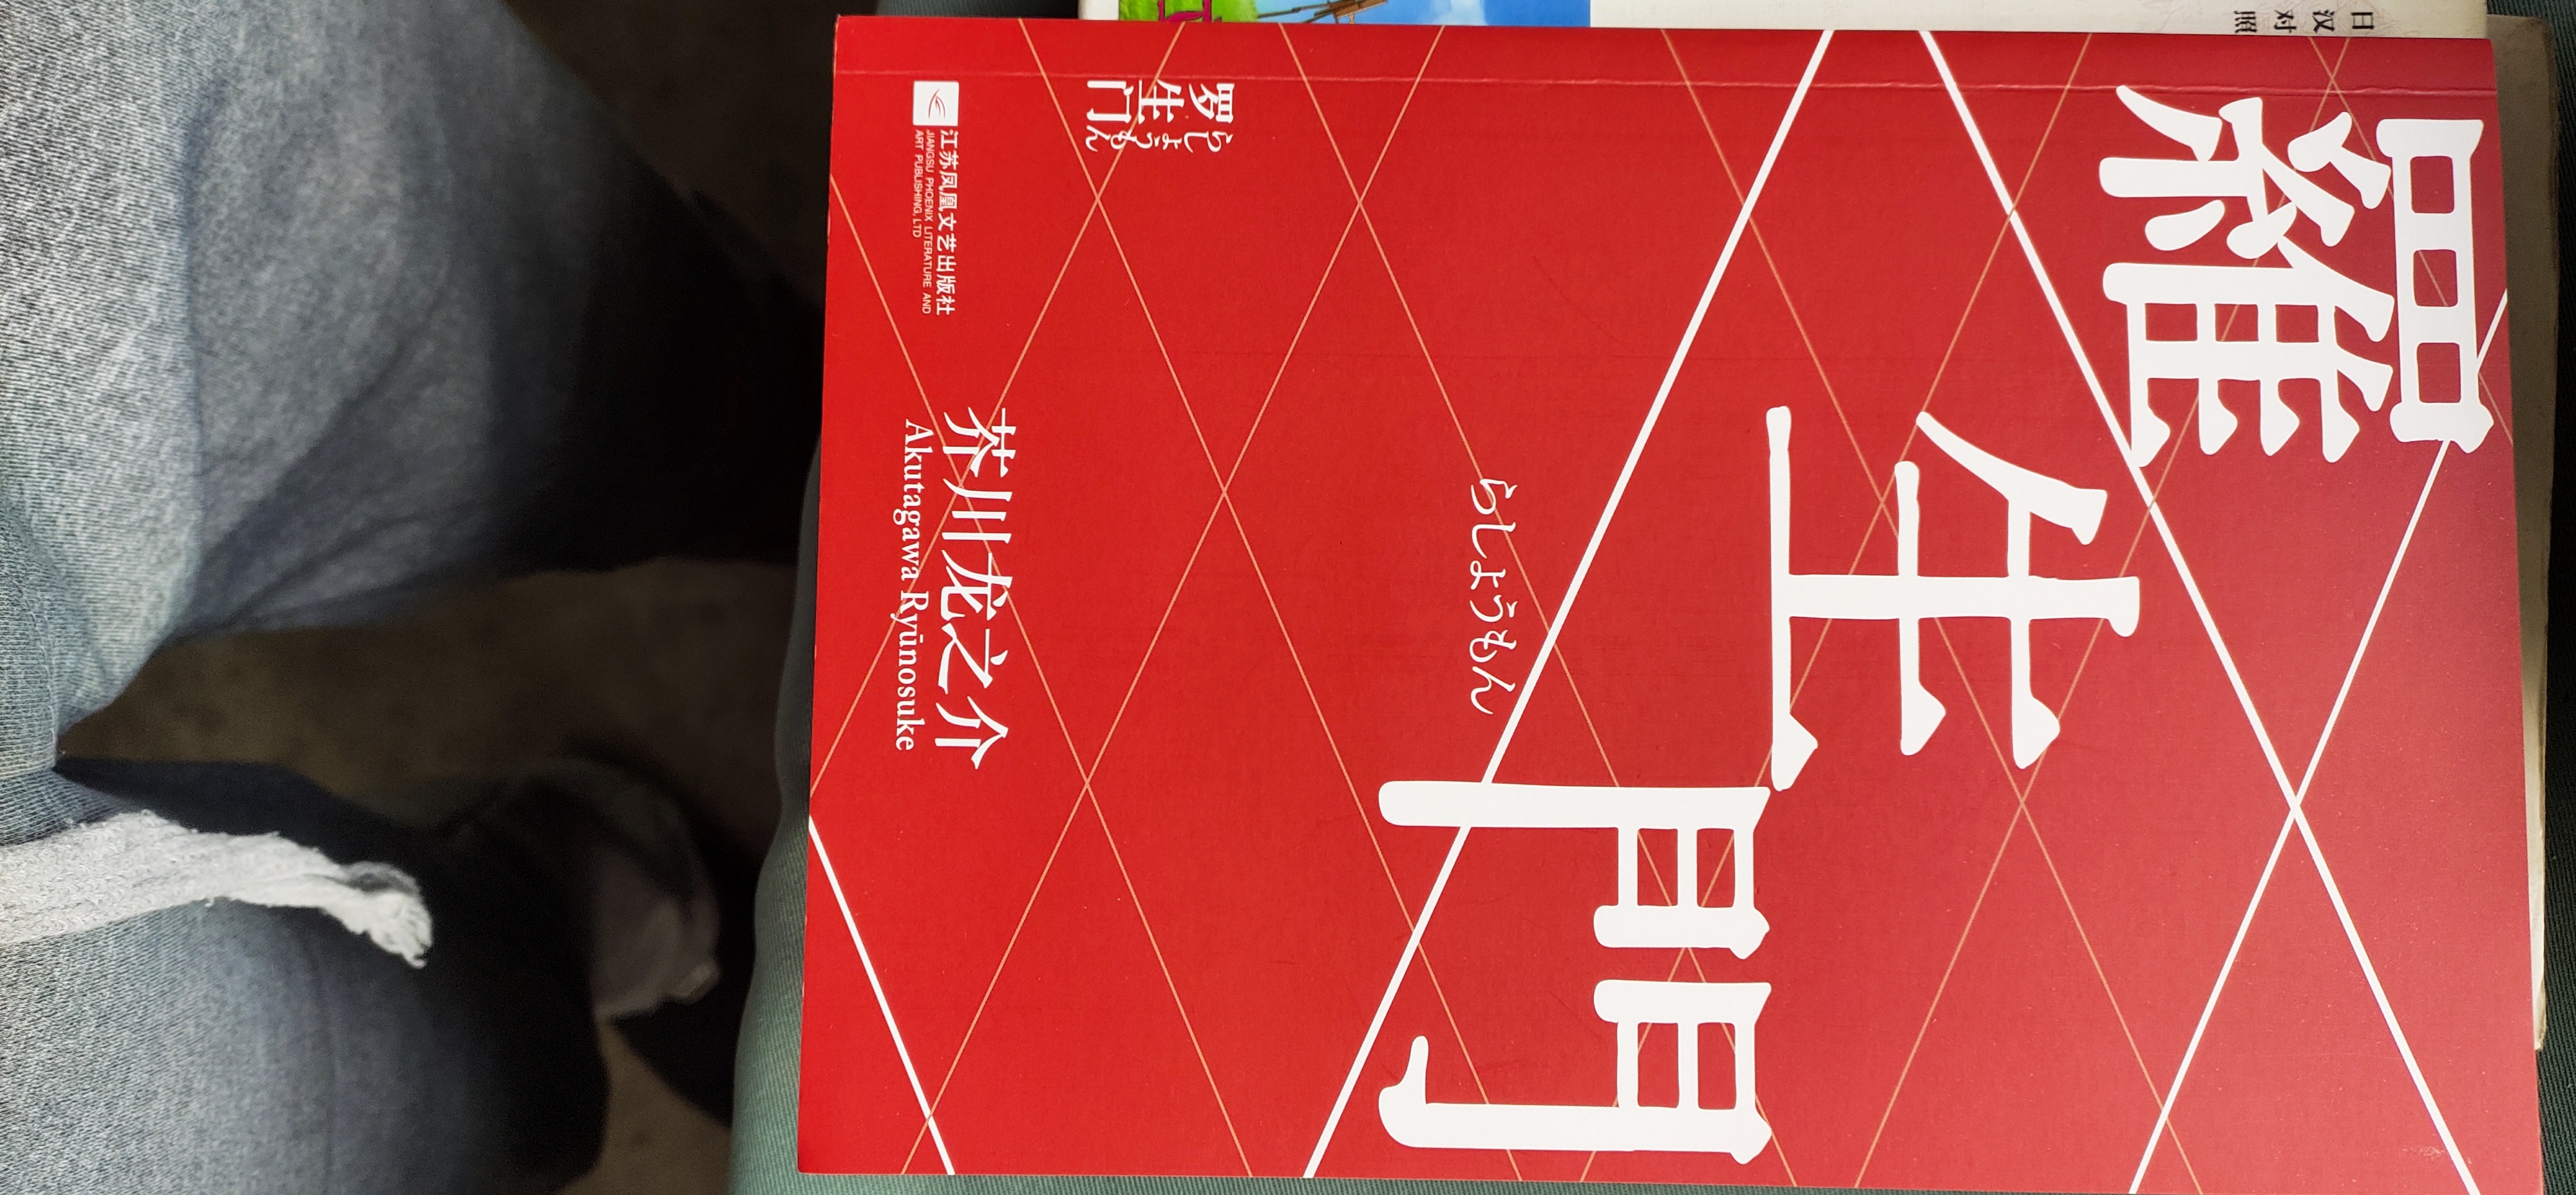 羅生門
らしょうもん
芥川龙之介
Akutagawa Ryūnosuke
罗生门
らしょうもん
江苏凤凰文艺出版社
JIANGSU PHOENIX LITERATURE AND
ART PUBLISHING, LTD
日汉对照